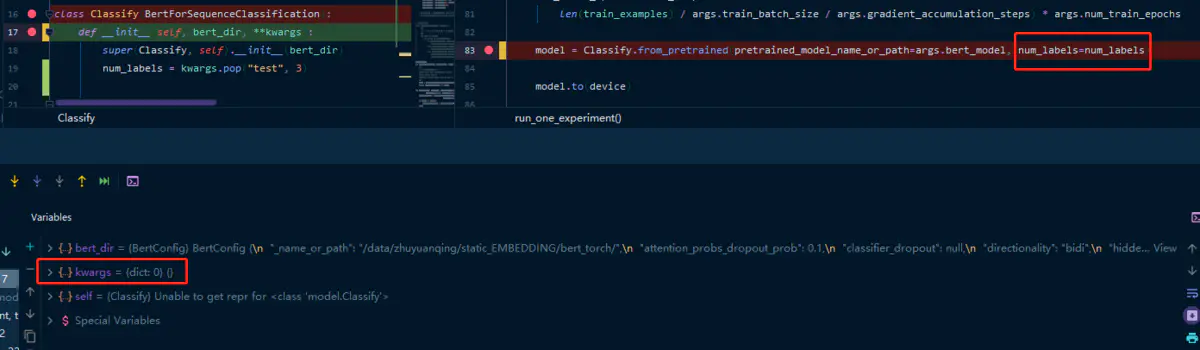 16 class Classify BertForSequenceClassification :
17 def __init__ self, bert_dir, **kwargs :
18 super(Classify, self).__init__(bert_dir)
19 num_labels = kwargs.pop("test", 3)
20
21
Classify
81 len(train_examples) / args.train_batch_size / args.gradient_accumulation_steps) * args.num_train_epochs
82
83 model = Classify.from_pretrained pretrained_model_name_or_path=args.bert_model, num_labels=num_labels
84
85 model.to(device)
86
run_one_experiment()
Variables
{..} bert_dir = {BertConfig} BertConfig {\n "_name_or_path": "/data/zhuyuanqing/static_EMBEDDING/bert_torch/",\n "attention_probs_dropout_prob": 0.1,\n "classifier_dropout": null,\n "directionality": "bidi",\n "hidde... View
{..} kwargs = {dict: 0} {}
{..} self = {Classify} Unable to get repr for <class 'model.Classify'>
Special Variables
7
mod
ent, t
2